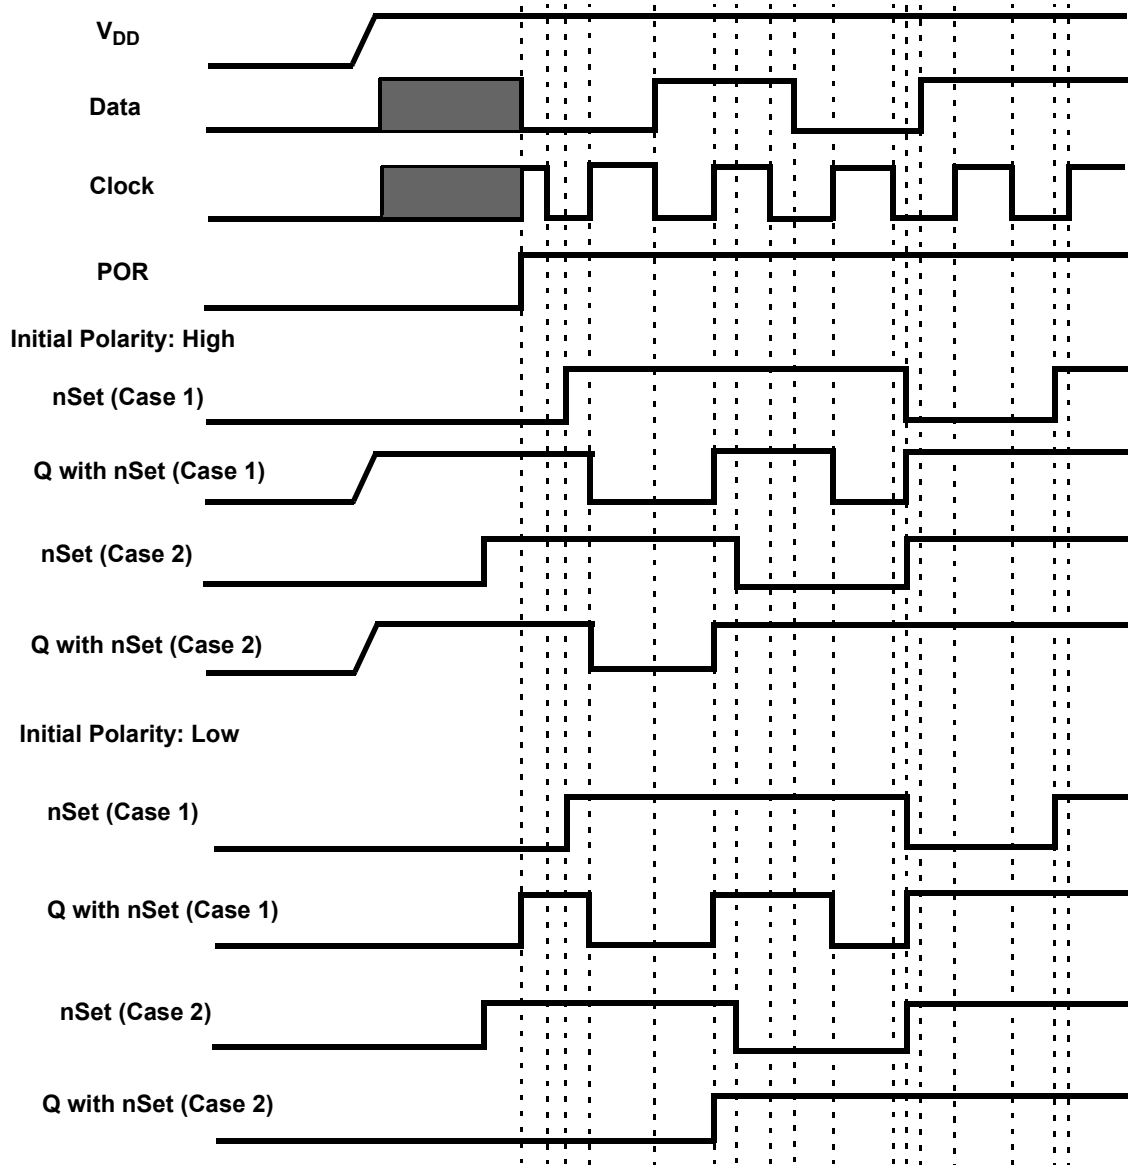 VDD
Data
Clock
POR
Initial Polarity: High
nSet (Case 1)
Q with nSet (Case 1)
nSet (Case 2)
Q with nSet (Case 2)
Initial Polarity: Low
nSet (Case 1)
Q with nSet (Case 1)
nSet (Case 2)
Q with nSet (Case 2)